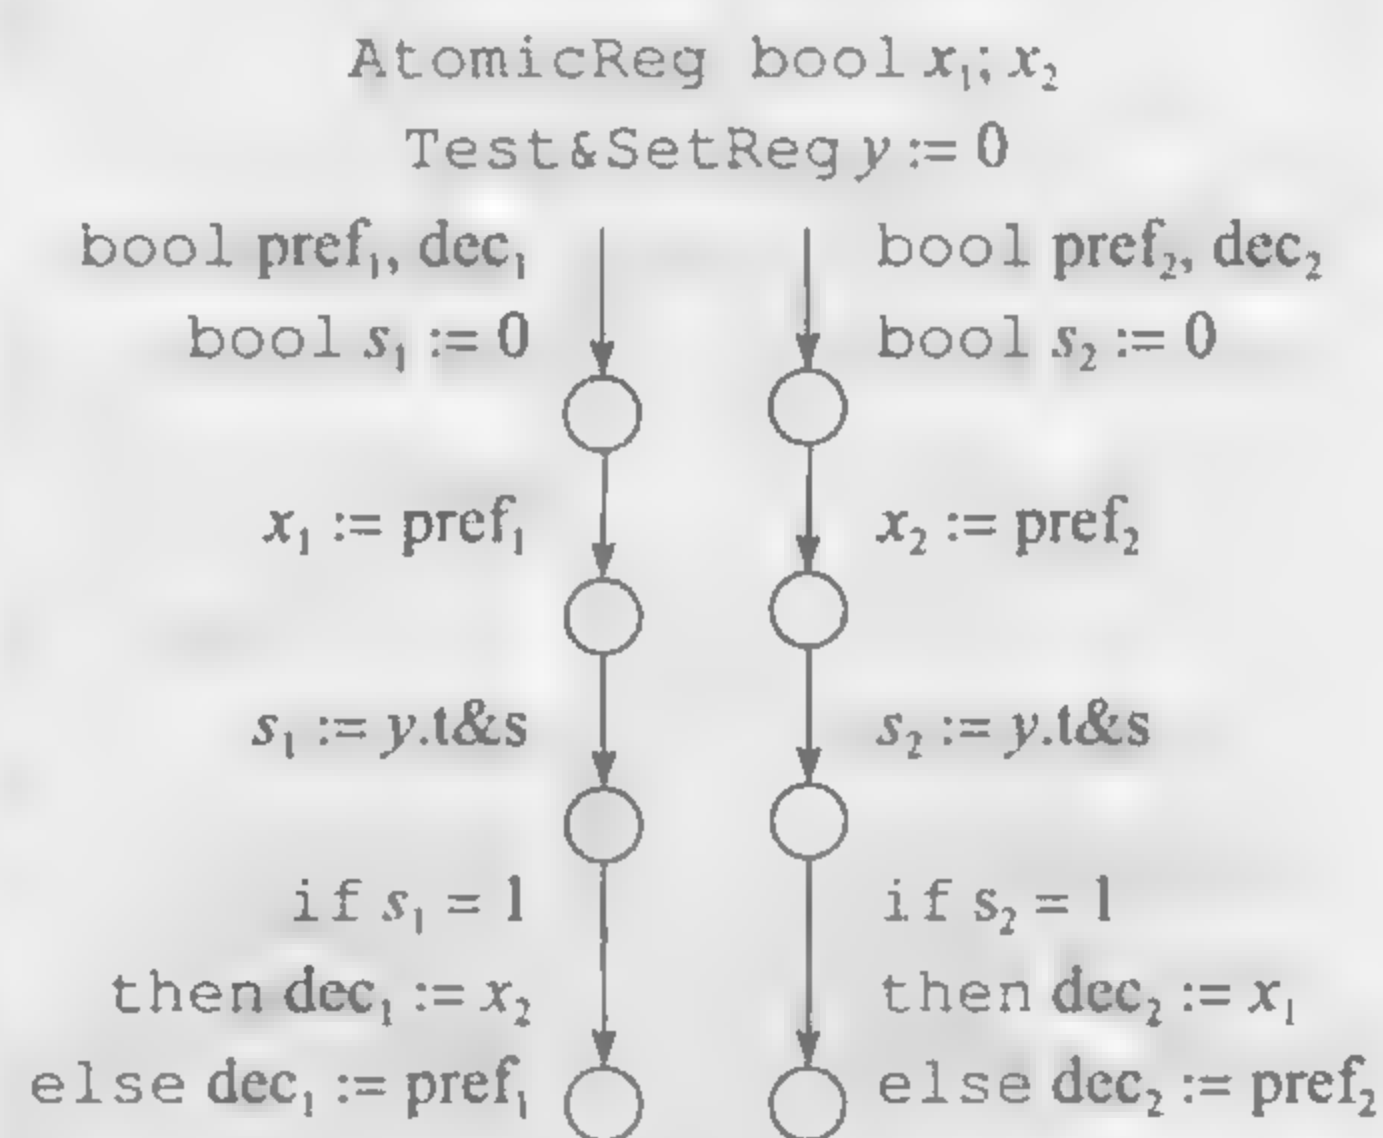 AtomicReg bool x₁; x₂
Test&SetReg y := 0
bool pref₁, dec₁
bool s₁ := 0
x₁ := pref₁
s₁ := y.t&s
if s₁ = 1
then dec₁ := x₂
else dec₁ := pref₁
bool pref₂, dec₂
bool s₂ := 0
x₂ := pref₂
s₂ := y.t&s
if s₂ = 1
then dec₂ := x₁
else dec₂ := pref₂